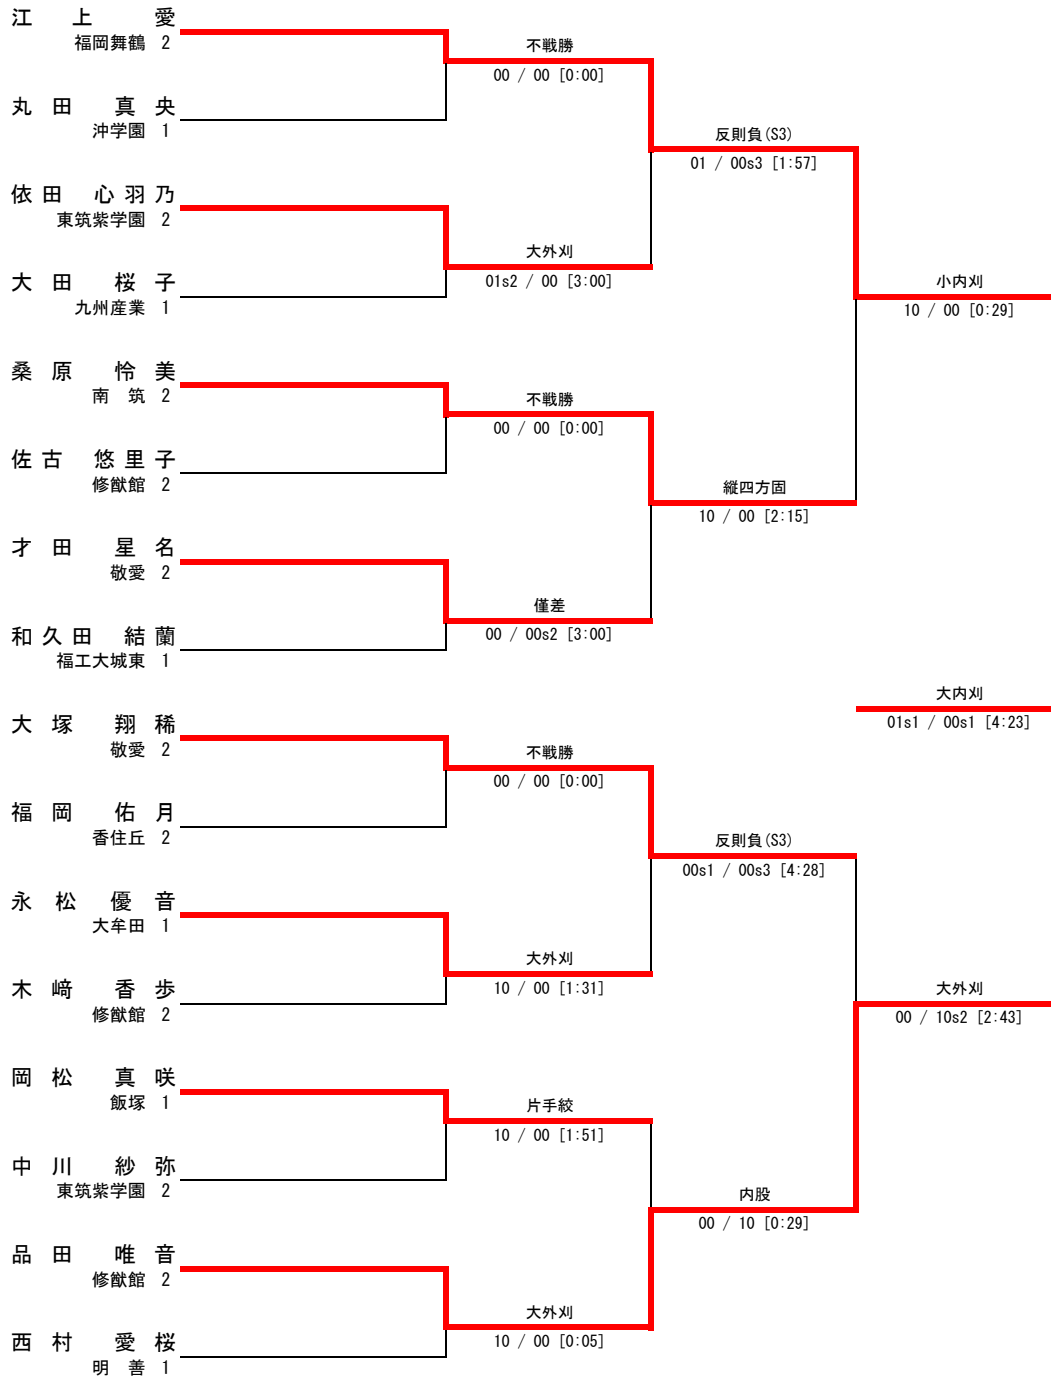 江上 愛
福岡舞鶴 2
不戦勝
00 / 00 [0:00]
丸田 真央
沖学園 1
反則負(S3)
01 / 00s3 [1:57]
依田 心羽乃
東筑紫学園 2
大外刈
01s2 / 00 [3:00]
大田 桜子
九州産業 1
小内刈
10 / 00 [0:29]
桑原 怜美
南 筑 2
不戦勝
00 / 00 [0:00]
佐古 悠里子
修猷館 2
縦四方固
10 / 00 [2:15]
才田 星名
敬愛 2
僅差
00 / 00s2 [3:00]
和久田 結蘭
福工大城東 1
大内刈
01s1 / 00s1 [4:23]
大塚 翔稀
敬愛 2
不戦勝
00 / 00 [0:00]
福岡 佑月
香住丘 2
反則負(S3)
00s1 / 00s3 [4:28]
永松 優音
大牟田 1
大外刈
10 / 00 [1:31]
木﨑 香歩
修猷館 2
大外刈
00 / 10s2 [2:43]
岡松 真咲
飯塚 1
片手絞
10 / 00 [1:51]
中川 紗弥
東筑紫学園 2
内股
00 / 10 [0:29]
品田 唯音
修猷館 2
大外刈
10 / 00 [0:05]
西村 愛桜
明 善 1